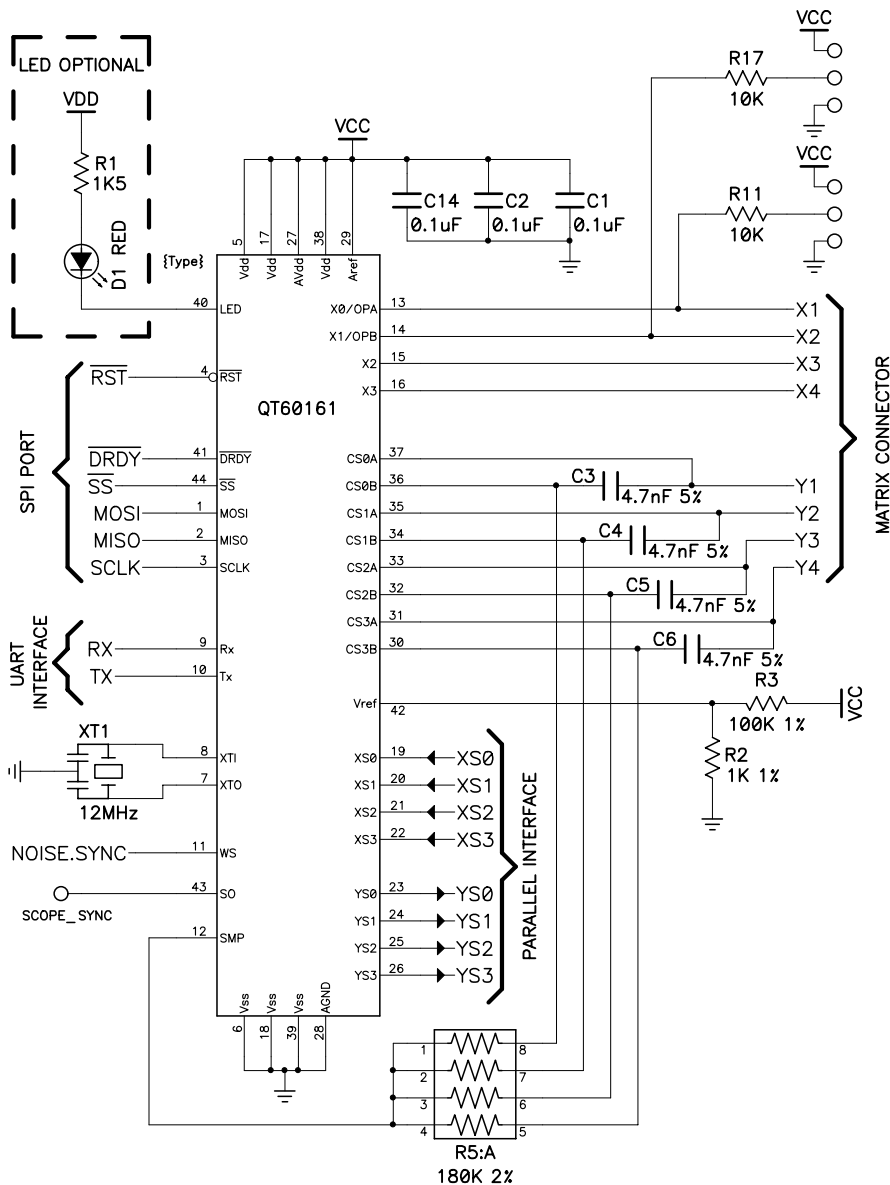 VCC
R17
10K
LED OPTIONAL
VDD
R1
1K5
RED
D1
VCC
C14
0.1uF
C2
0.1uF
C1
0.1uF
VCC
R11
10K
{Type}
5
17
27
38
29
Vdd
Vdd
AVdd
Vdd
Aref
40 LED
X0/OPA 13 X1
X1/OPB 14 X2
X2 15 X3
X3 16 X4
MATRIX CONNECTOR
QT60161
SPI PORT
RST 4 RST
DRDY 41 DRDY
SS 44 SS
MOSI 1 MOSI
MISO 2 MISO
SCLK 3 SCLK
CS0A 37
CS0B 36 C3 4.7nF 5% Y1
CS1A 35 Y2
CS1B 34 C4 4.7nF 5% Y3
CS2A 33 Y4
CS2B 32 C5 4.7nF 5%
CS3A 31
CS3B 30 C6 4.7nF 5%
UART
INTERFACE
RX 9 Rx
TX 10 Tx
Vref 42
R3
100K 1%
VCC
R2
1K 1%
XT1
12MHz
8 XTI
7 XTO
XS0 19 XS0
XS1 20 XS1
XS2 21 XS2
XS3 22 XS3
PARALLEL INTERFACE
NOISE.SYNC 11 WS
SCOPE_SYNC
43 SO
12 SMP
YS0 23 YS0
YS1 24 YS1
YS2 25 YS2
YS3 26 YS3
Vss
Vss
Vss
AGND
6
18
39
28
1 8
2 7
3 6
4 5
R5:A
180K 2%